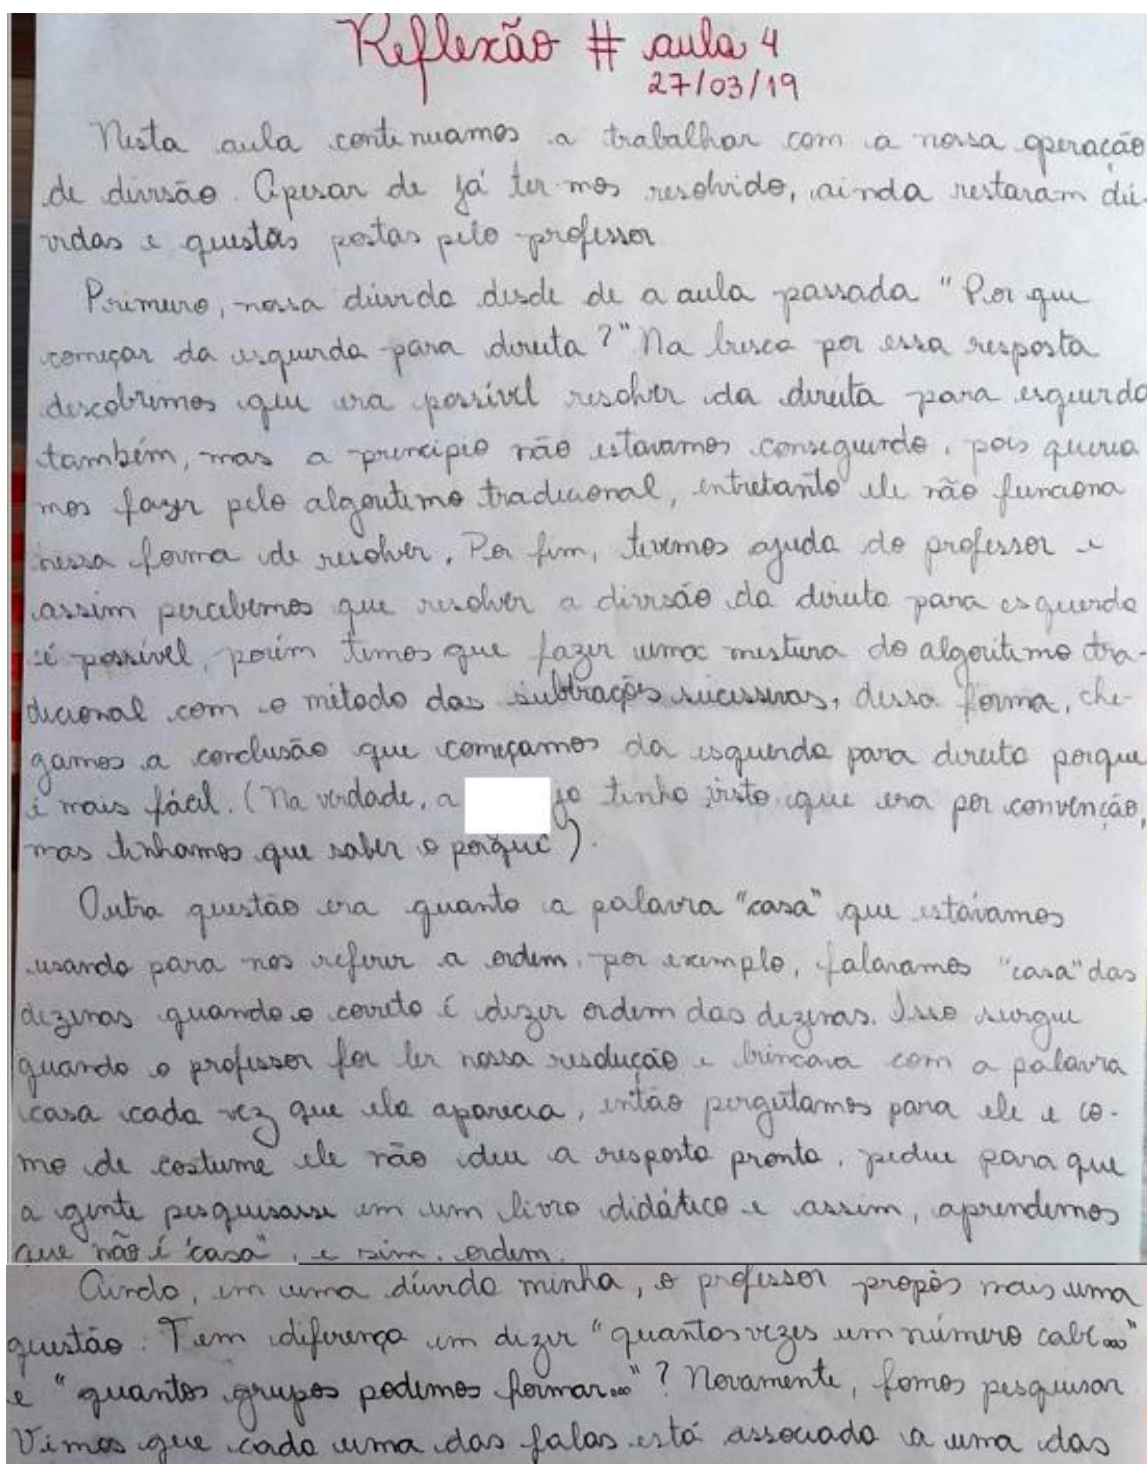 Reflexão # aula 4
27/03/19
Nesta aula continuamos a trabalhar com a nossa operação
de divisão. Apesar de já termos resolvido, ainda restaram dú-
vidas e questões postas pelo professor
Primeiro, nossa dúvida desde de a aula passada "Por que
começar da esquerda para direita?" Na busca por essa resposta
descobrimos que era possível resolver da direita para esquerda
também, mas a principio não estavamos conseguindo, pois queria
mos fazer pelo algoritimo tradicional, entretanto ele não funciona
nessa forma de resolver. Por fim, tivemos ajuda do professor e
assim percebemos que resolver a divisão da direita para esquerda
é possível, porém temos que fazer uma mistura do algoritimo tra-
dicional com o método das subtrações sucessivas, dessa forma, che-
gamos a conclusão que começamos da esquerda para direita porque
é mais fácil. (Na verdade, a ja tinha visto que era por convenção,
mas tinhamos que saber o porquê).
Outra questão era quanto a palavra "casa" que estávamos
usando para nos referir a ordem. por exemplo, falavamos "casa" das
dezenas quando o correto é dizer ordem das dezenas. Isso surgiu
quando o professor foi ler nossa resolução e brincava com a palavra
casa cada vez que ela aparecia, então pergutamos para ele e co-
mo de costume ele não deu a resposta pronta, pediu para que
a gente pesquisasse em um livro didático e assim, aprendemos
que não é "casa", e sim, ordem.
Ainda, em uma dúvida minha, o professor propôs mais uma
questão: Tem diferença em dizer "quantas vezes um número cabe..."
e "quantos grupos podemos formar..."? Novamente, fomos pesquisar
Vimos que cada uma das falas está associada a uma das